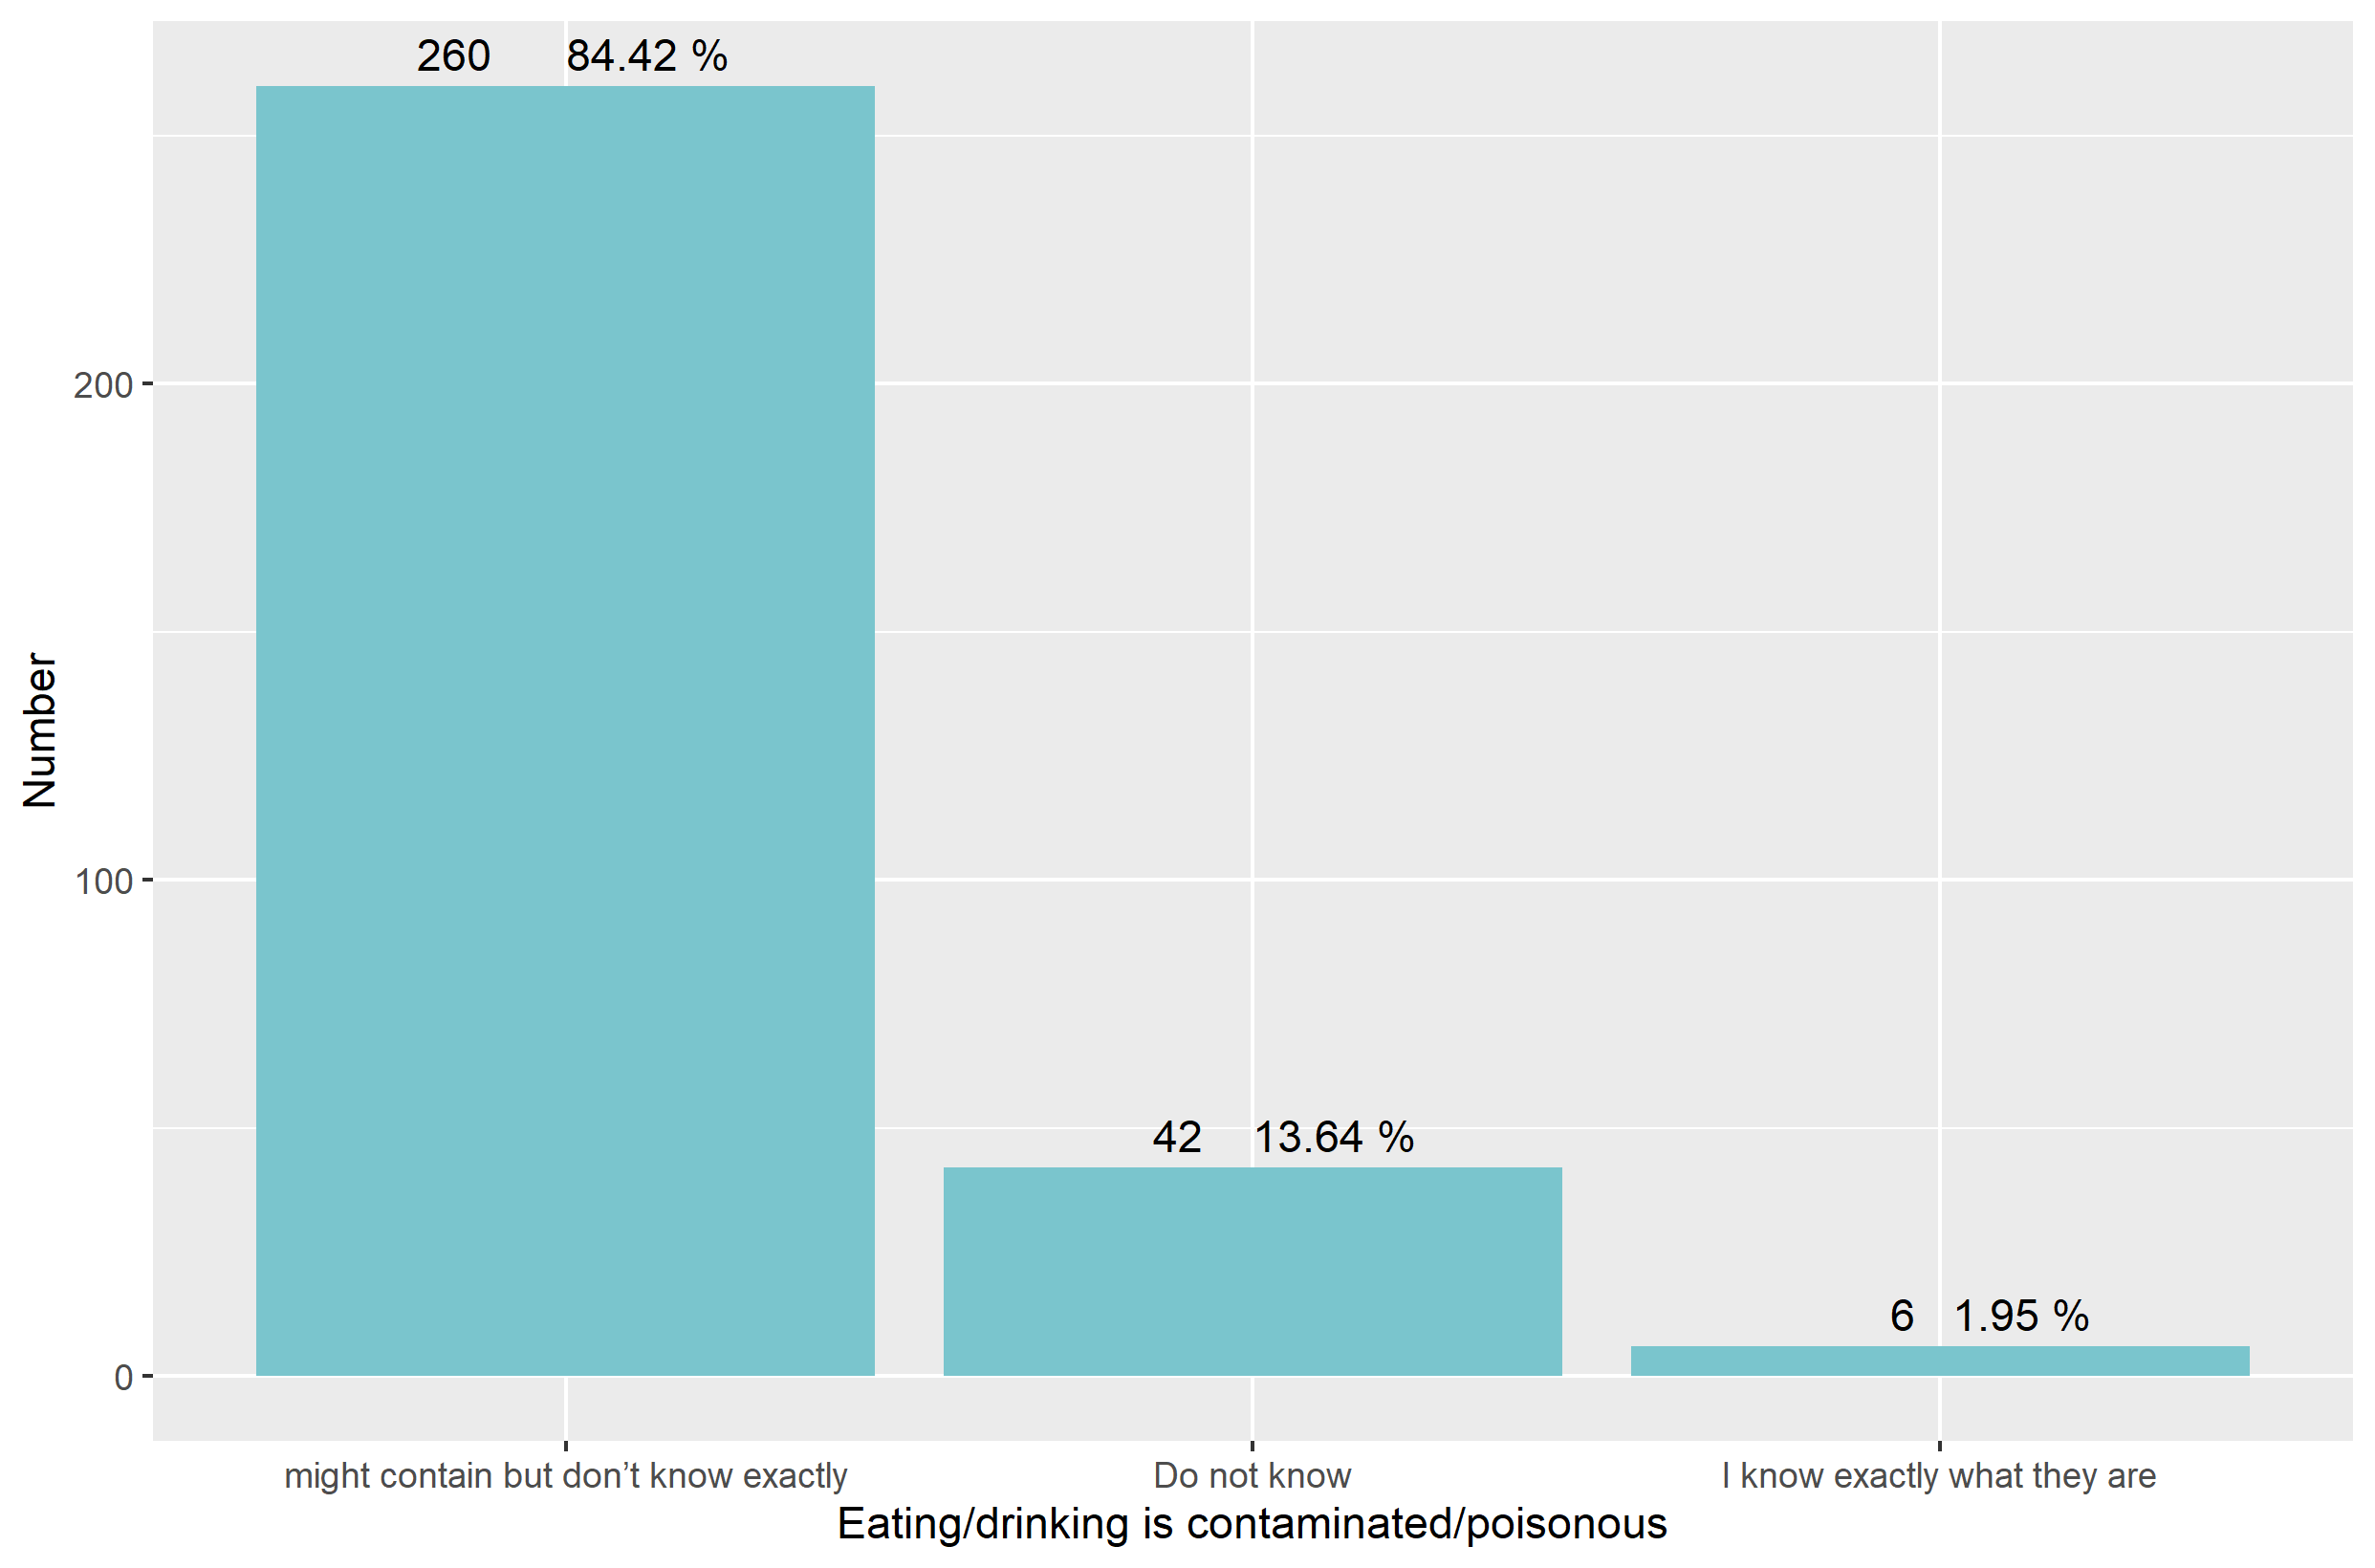 260 84.42 %
200
Number
100
42 13.64 %
6 1.95 %
0
might contain but don’t know exactly
Do not know
I know exactly what they are
Eating/drinking is contaminated/poisonous